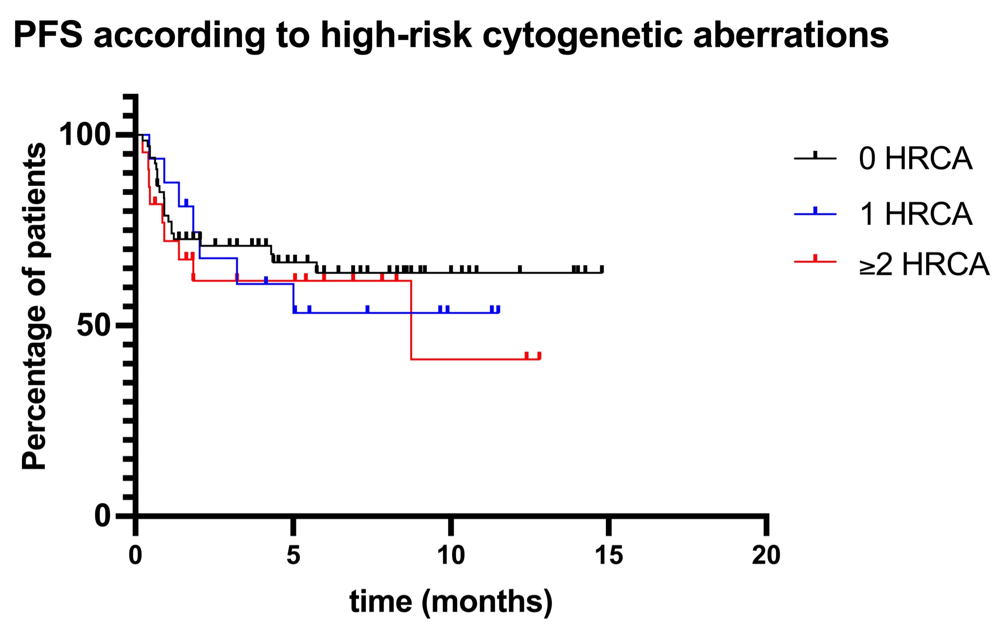 PFS according to high-risk cytogenetic aberrations
Percentage of patients
100
50
0
0 5 10 15 20
time (months)
0 HRCA
1 HRCA
≥2 HRCA